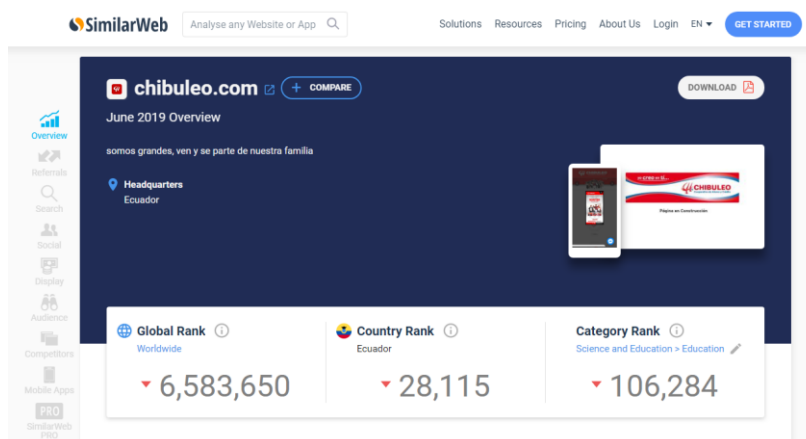 SimilarWeb
Analyse any Website or App
Solutions Resources Pricing About Us Login EN GET STARTED
chibuleo.com + COMPARE
DOWNLOAD
June 2019 Overview
somos grandes, ven y se parte de nuestra familia
Headquarters
Ecuador
CHIBULEO
Página en Construcción
Overview
Referrals
Search
Social
Display
Audience
Competitors
Mobile Apps
PRO
SimilarWeb
PRO
Global Rank
Worldwide
6,583,650
Country Rank
Ecuador
28,115
Category Rank
Science and Education > Education
106,284